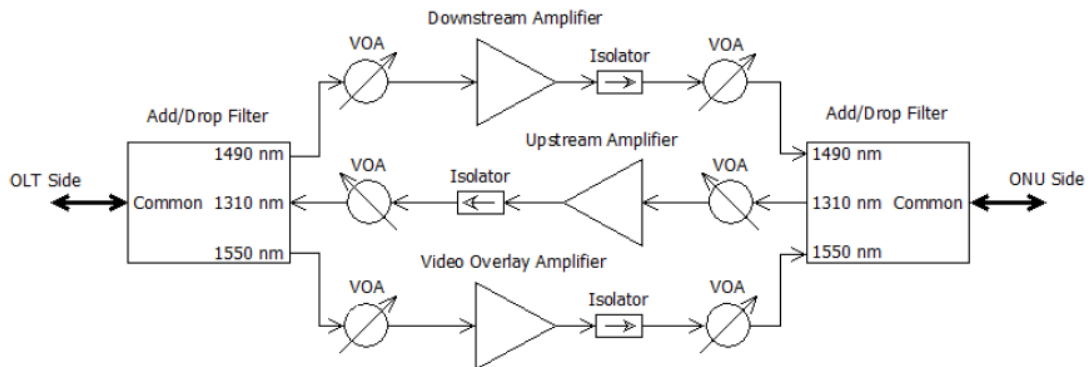 Downstream Amplifier
VOA
Isolator
VOA
Add/Drop Filter
Add/Drop Filter
1490 nm
Upstream Amplifier
1490 nm
OLT Side
VOA
Isolator
VOA
ONU Side
Common
1310 nm
1310 nm
Common
1550 nm
Video Overlay Amplifier
1550 nm
VOA
Isolator
VOA